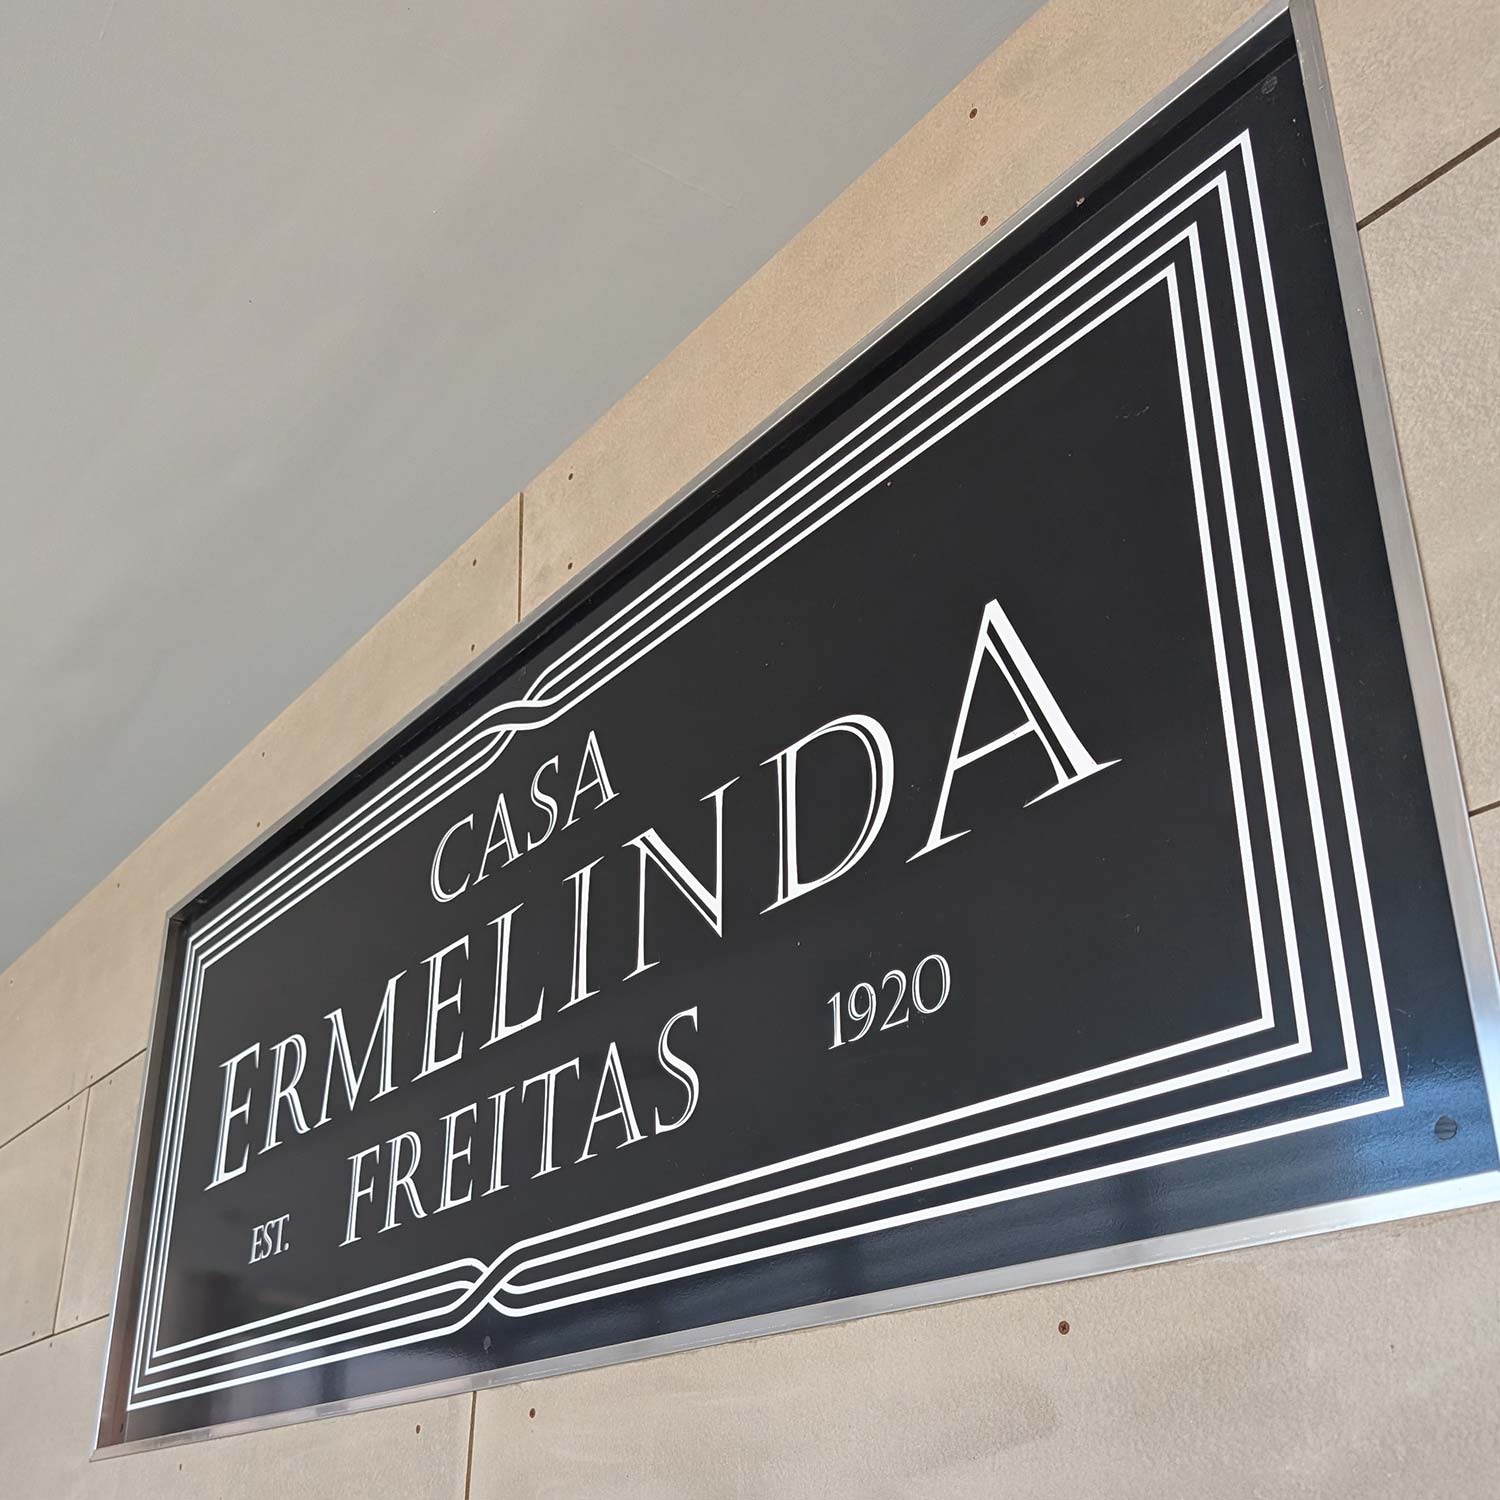 CASA
ERMELINDA
FREITAS
EST. 1920